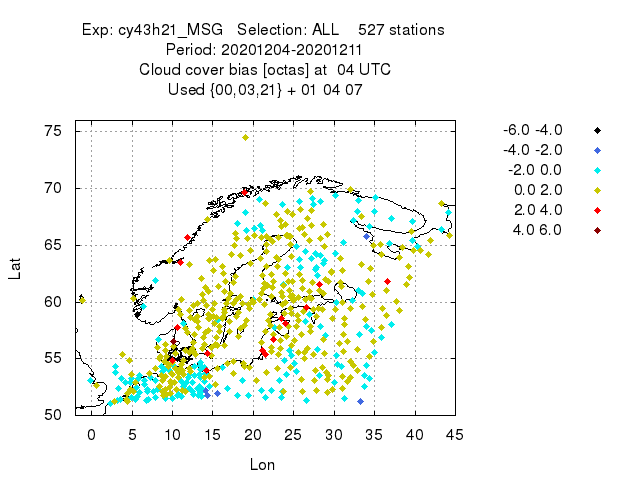 Exp: cy43h21_MSG Selection: ALL 527 stations
Period: 20201204-20201211
Cloud cover bias [octas] at 04 UTC
Used {00,03,21} + 01 04 07
75
70
65
60
55
50
Lat
0 5 10 15 20 25 30 35 40 45
Lon
-6.0 -4.0
-4.0 -2.0
-2.0 0.0
0.0 2.0
2.0 4.0
4.0 6.0